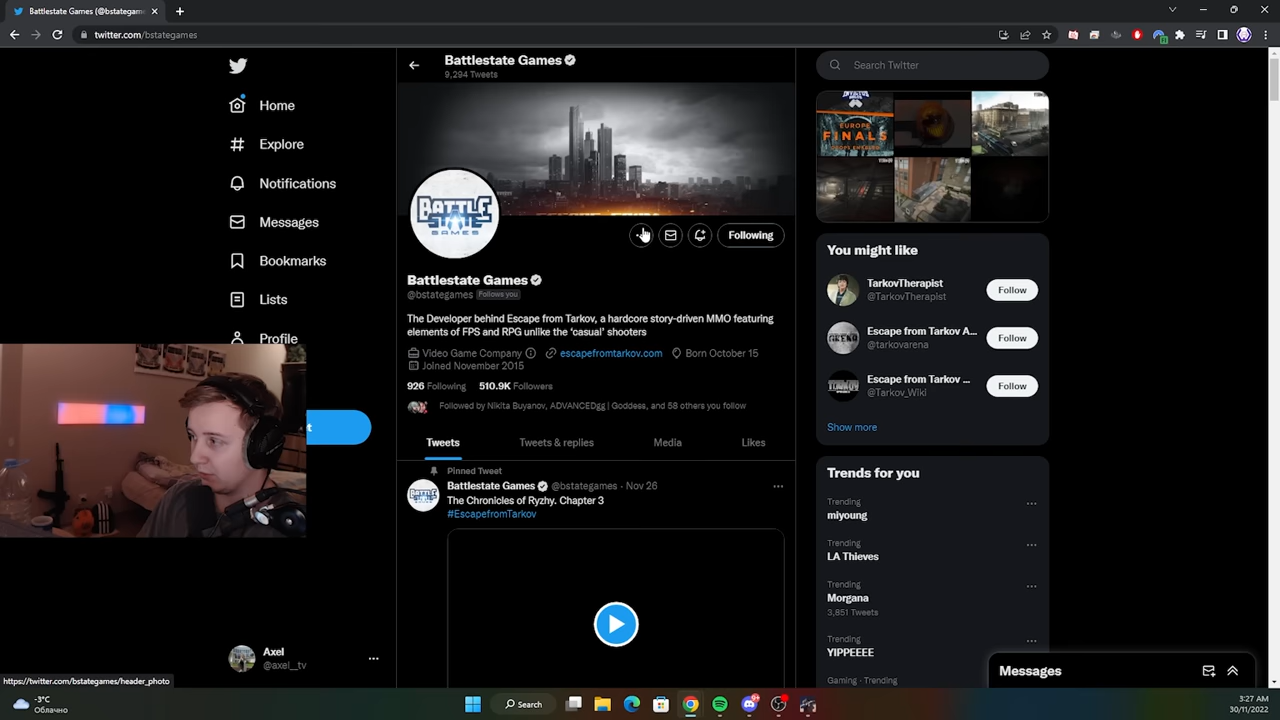 Battlestate Games (@bstategam
twitter.com/bstategames
Home
Explore
Notifications
Messages
Bookmarks
Lists
Profile
t
Axel
@axel__tv
https://twitter.com/bstategames/header_photo
Battlestate Games
9,294 Tweets
BATTLE
STATE
GAMES
Following
Battlestate Games
@bstategames Follows you
The Developer behind Escape from Tarkov, a hardcore story-driven MMO featuring
elements of FPS and RPG unlike the 'casual' shooters
Video Game Company escapefromtarkov.com Born October 15
Joined November 2015
926 Following 510.9K Followers
Followed by Nikita Buyanov, ADVANCEDgg | Goddess, and 58 others you follow
Tweets Tweets & replies Media Likes
Pinned Tweet
Battlestate Games @bstategames · Nov 26
The Chronicles of Ryzhy. Chapter 3
#EscapefromTarkov
Search Twitter
EUROPE
FINALS
You might like
TarkovTherapist
@TarkovTherapist
Follow
Escape from Tarkov A...
@tarkovarena
Follow
Escape from Tarkov ...
@Tarkov_Wiki
Follow
Show more
Trends for you
Trending
miyoung
Trending
LA Thieves
Trending
Morgana
3,851 Tweets
Trending
YIPPEEEE
Gaming · Trending
Messages
-3°C
Облачно
Search
3:27 AM
30/11/2022